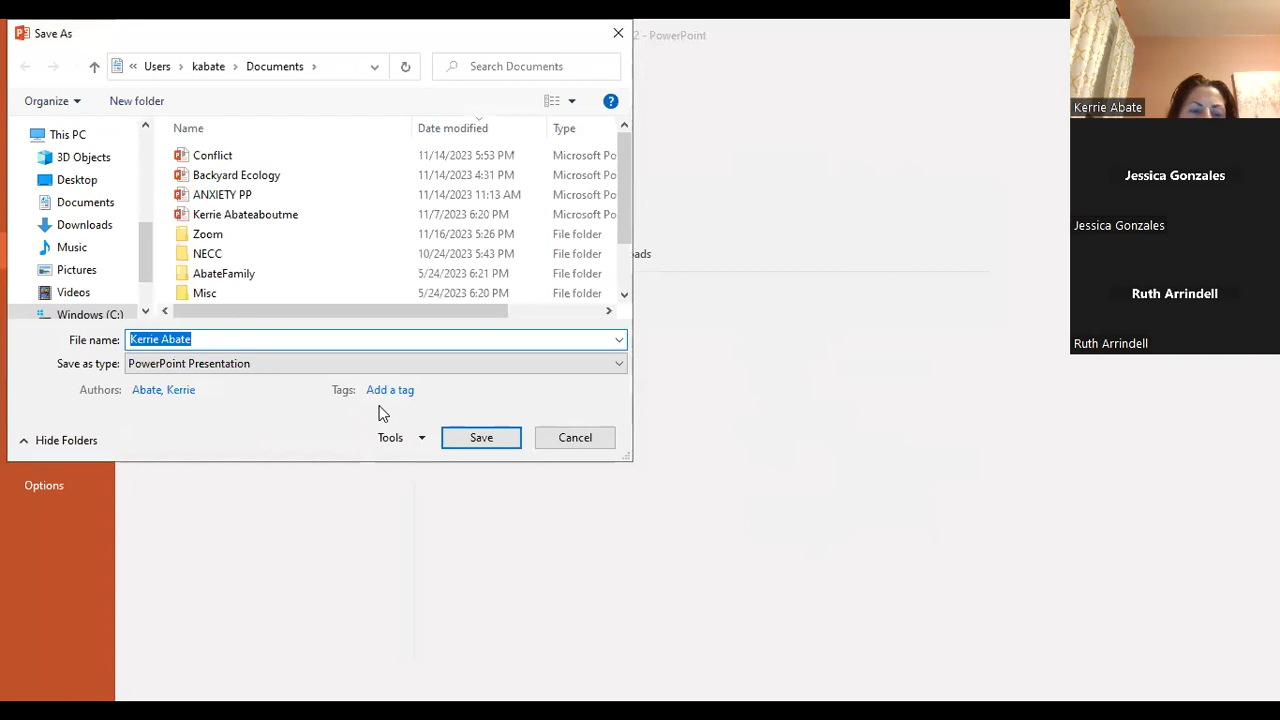 Save As
2 - PowerPoint
Users
kabate
Documents
Search Documents
Organize
New folder
Name
Date modified
Type
This PC
3D Objects
Desktop
Documents
Downloads
Music
Pictures
Videos
Windows (C:)
Conflict 11/14/2023 5:53 PM Microsoft Po
Backyard Ecology 11/14/2023 4:31 PM Microsoft Po
ANXIETY PP 11/14/2023 11:13 AM Microsoft Po
Kerrie Abateaboutme 11/7/2023 6:20 PM Microsoft Po
Zoom 11/16/2023 5:26 PM File folder
NECC 10/24/2023 5:43 PM File folder
AbateFamily 5/24/2023 6:21 PM File folder
Misc 5/24/2023 6:20 PM File folder
ads
File name: Kerrie Abate
Save as type: PowerPoint Presentation
Authors: Abate, Kerrie
Tags: Add a tag
Hide Folders
Tools
Save
Cancel
Options
Kerrie Abate
Jessica Gonzales
Jessica Gonzales
Ruth Arrindell
Ruth Arrindell